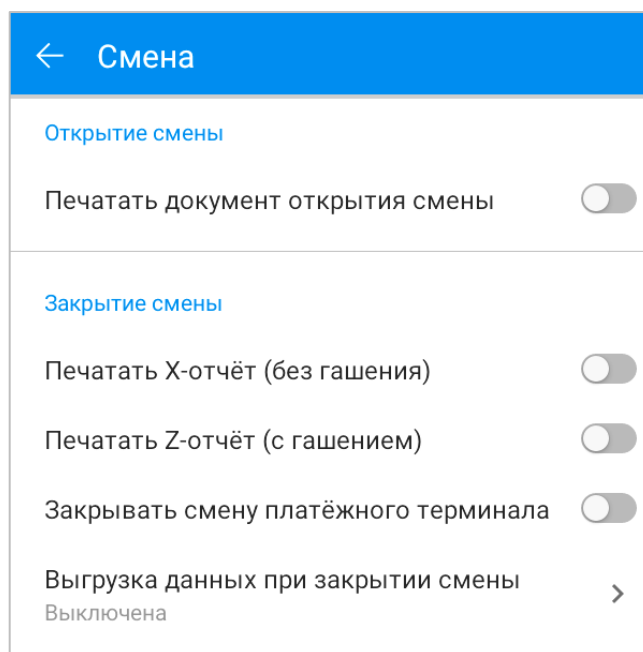 Смена
Открытие смены
Печатать документ открытия смены
Закрытие смены
Печатать X-отчёт (без гашения)
Печатать Z-отчёт (с гашением)
Закрывать смену платёжного терминала
Выгрузка данных при закрытии смены
Выключена